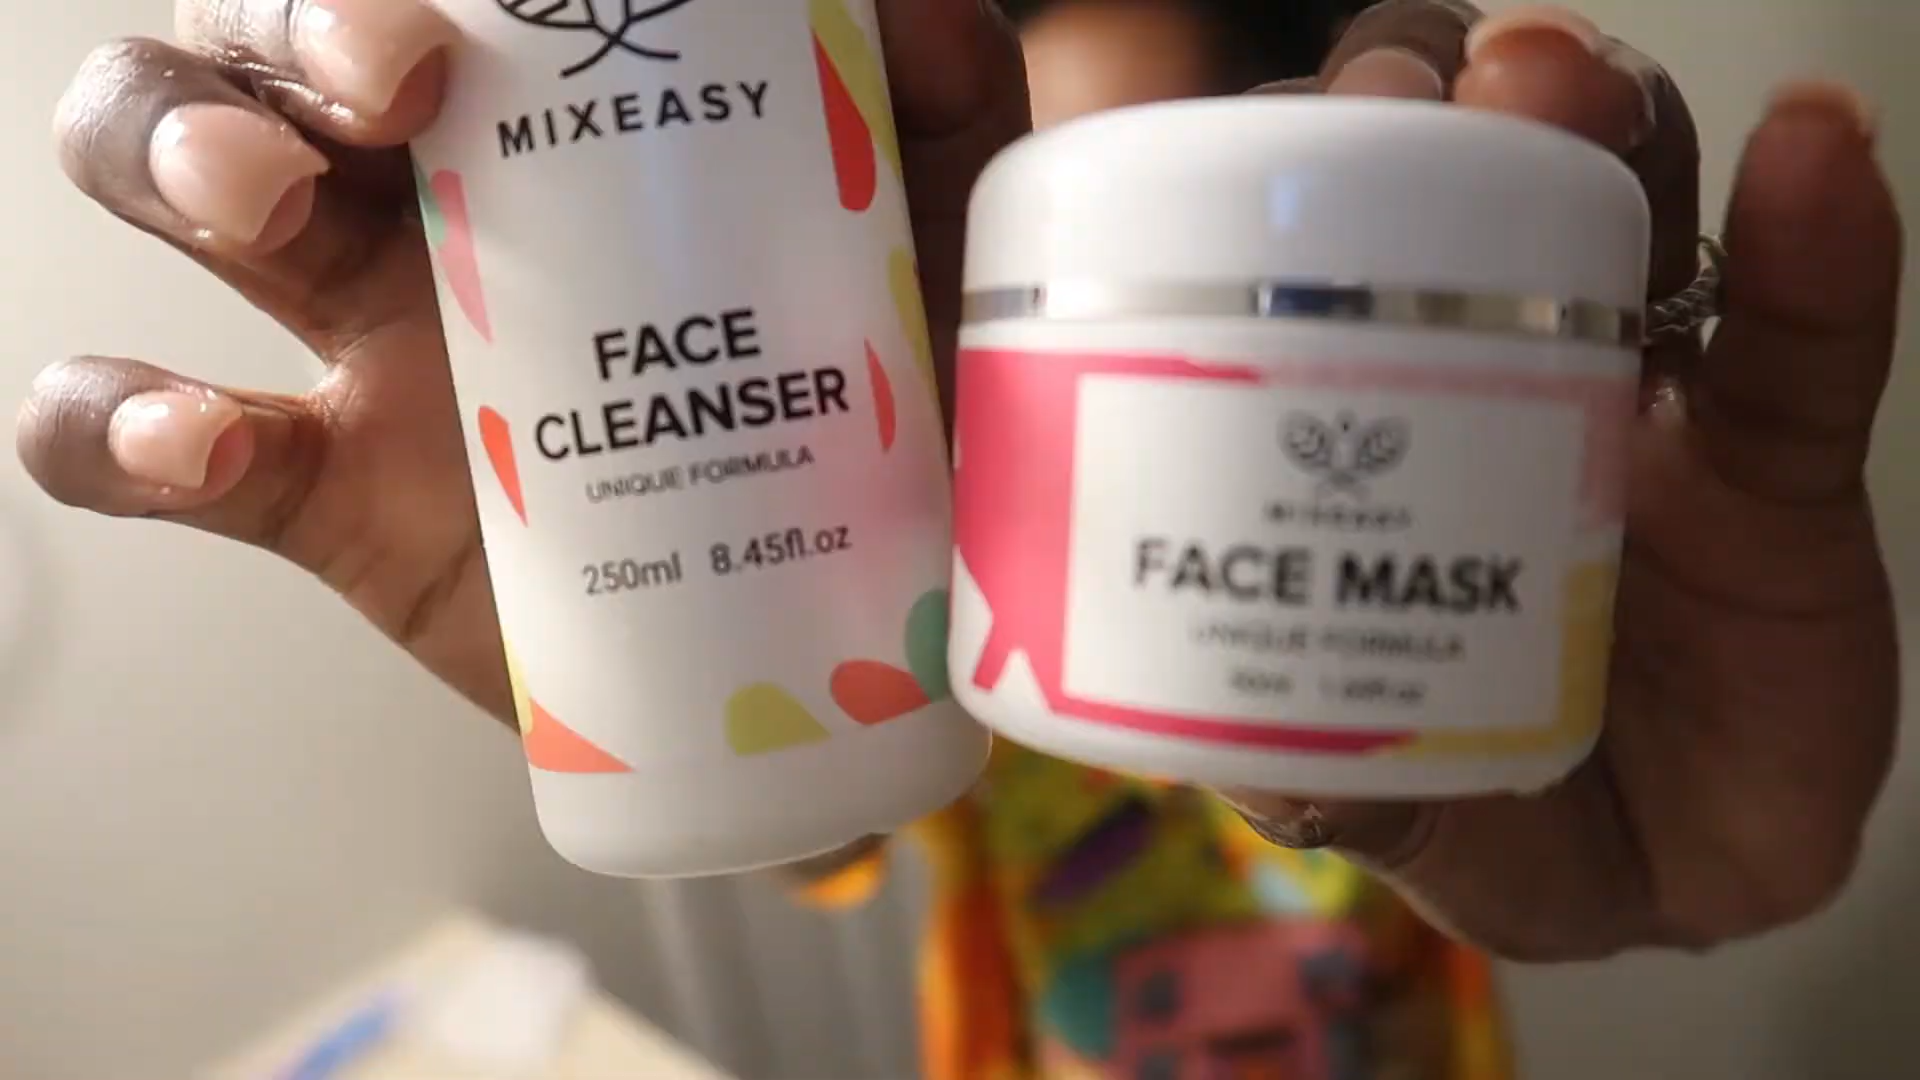 MIXEASY
FACE
CLEANSER
UNIQUE FORMULA
250ml 8.45fl.oz
MIXEASY
FACE MASK
UNIQUE FORMULA